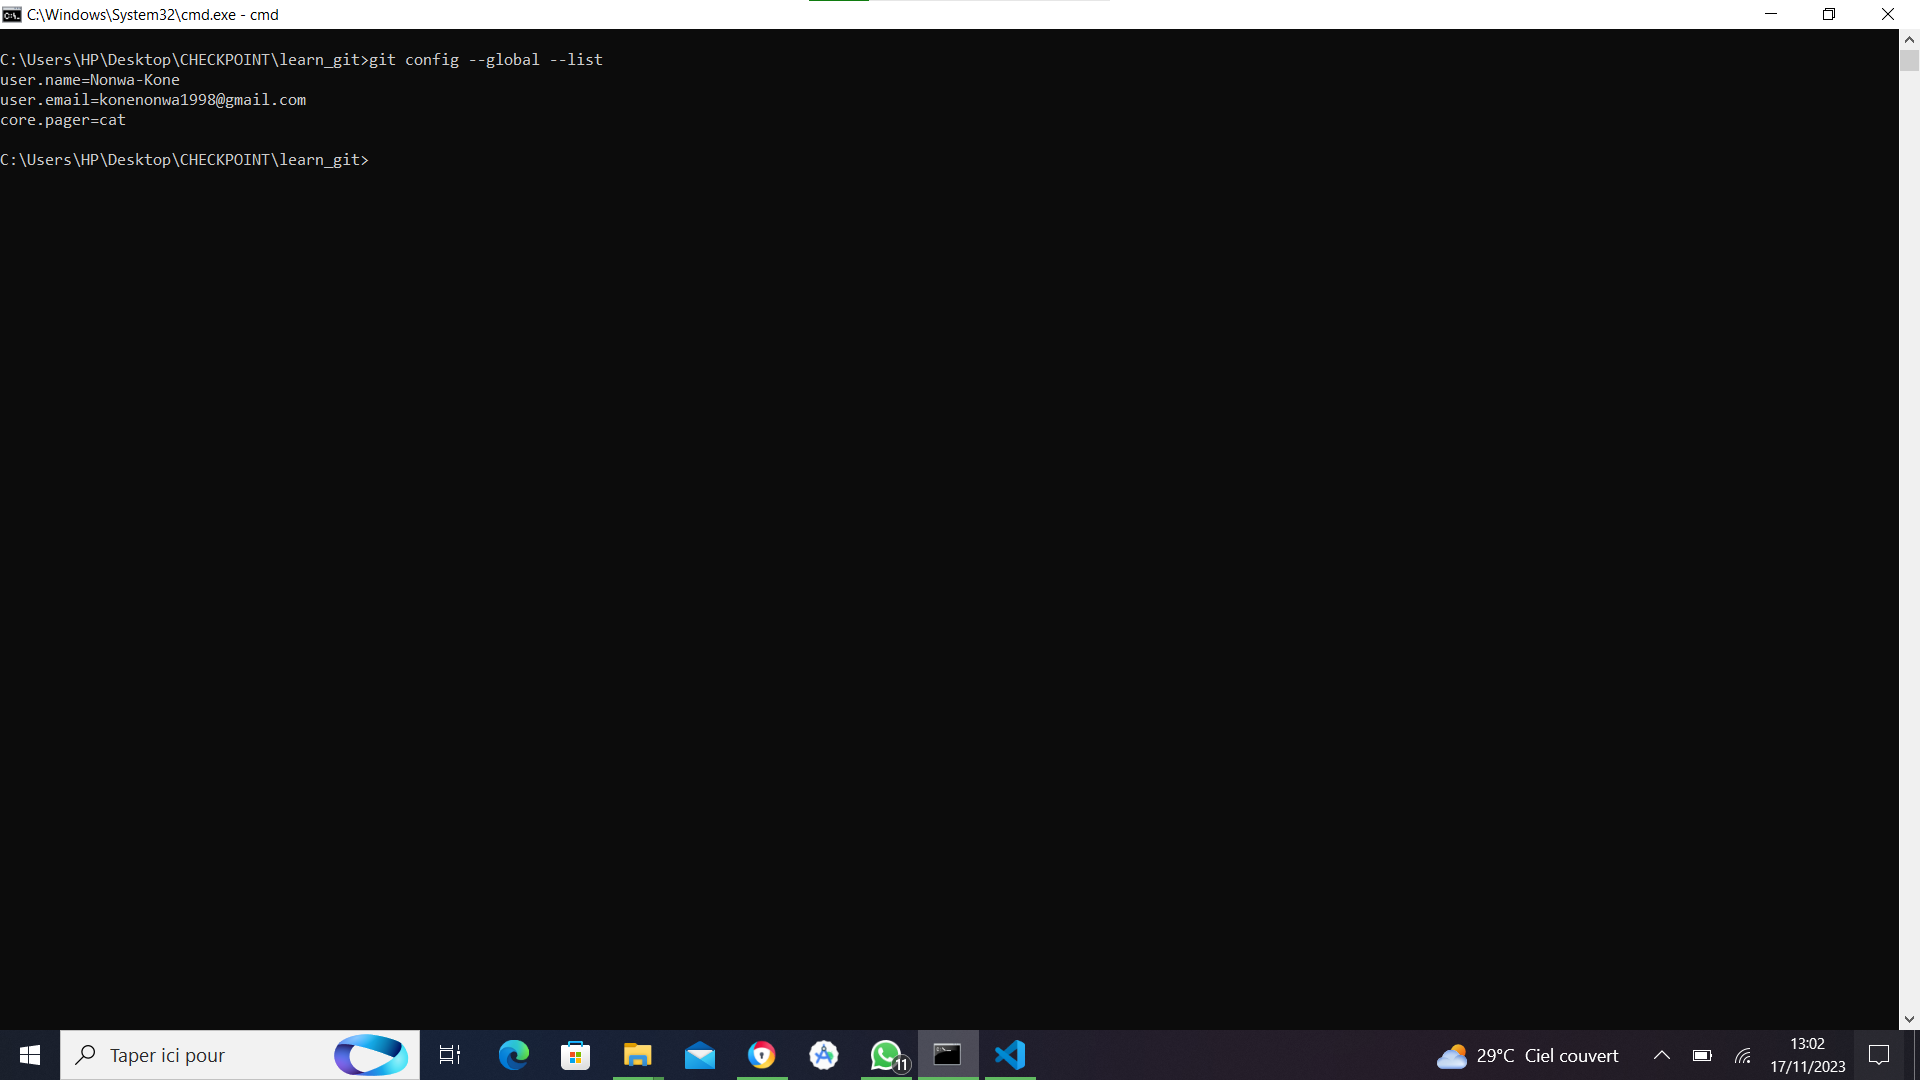 C:\Windows\System32\cmd.exe - cmd
C:\Users\HP\Desktop\CHECKPOINT\learn_git>git config --global --list
user.name=Nonwa-Kone
user.email=konenonwa1998@gmail.com
core.pager=cat
C:\Users\HP\Desktop\CHECKPOINT\learn_git>
Taper ici pour
11
29°C Ciel couvert
13:02
17/11/2023